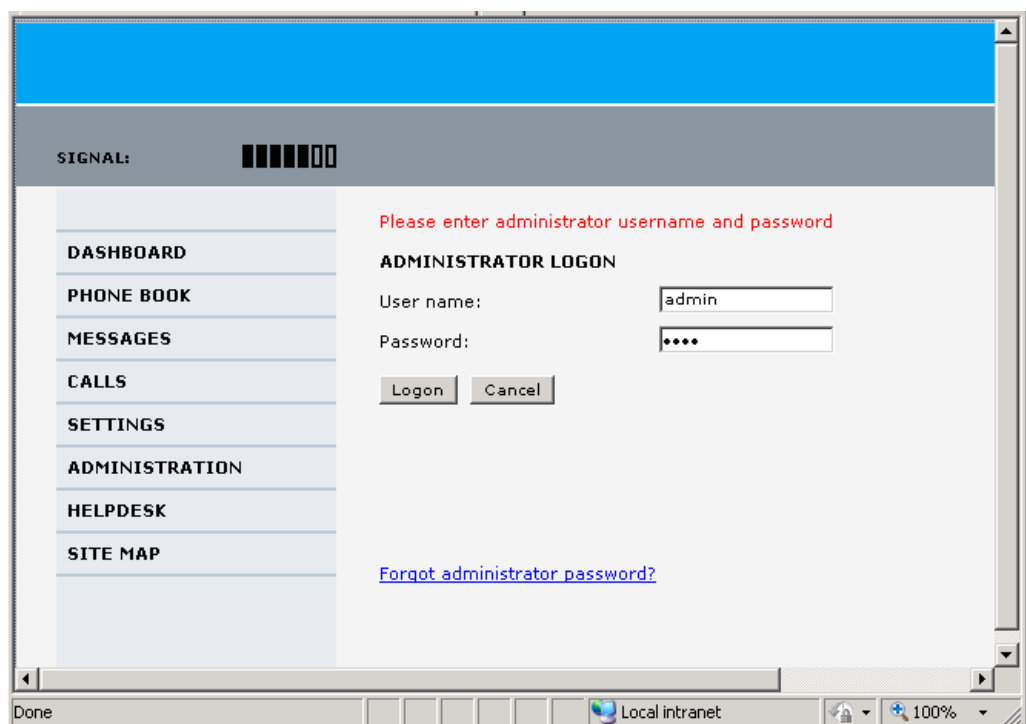 SIGNAL:
Please enter administrator username and password
DASHBOARD
ADMINISTRATOR LOGON
PHONE BOOK
User name: admin
MESSAGES
Password: ••••
CALLS
Logon Cancel
SETTINGS
ADMINISTRATION
HELPDESK
SITE MAP
Forgot administrator password?
Done Local intranet 100%